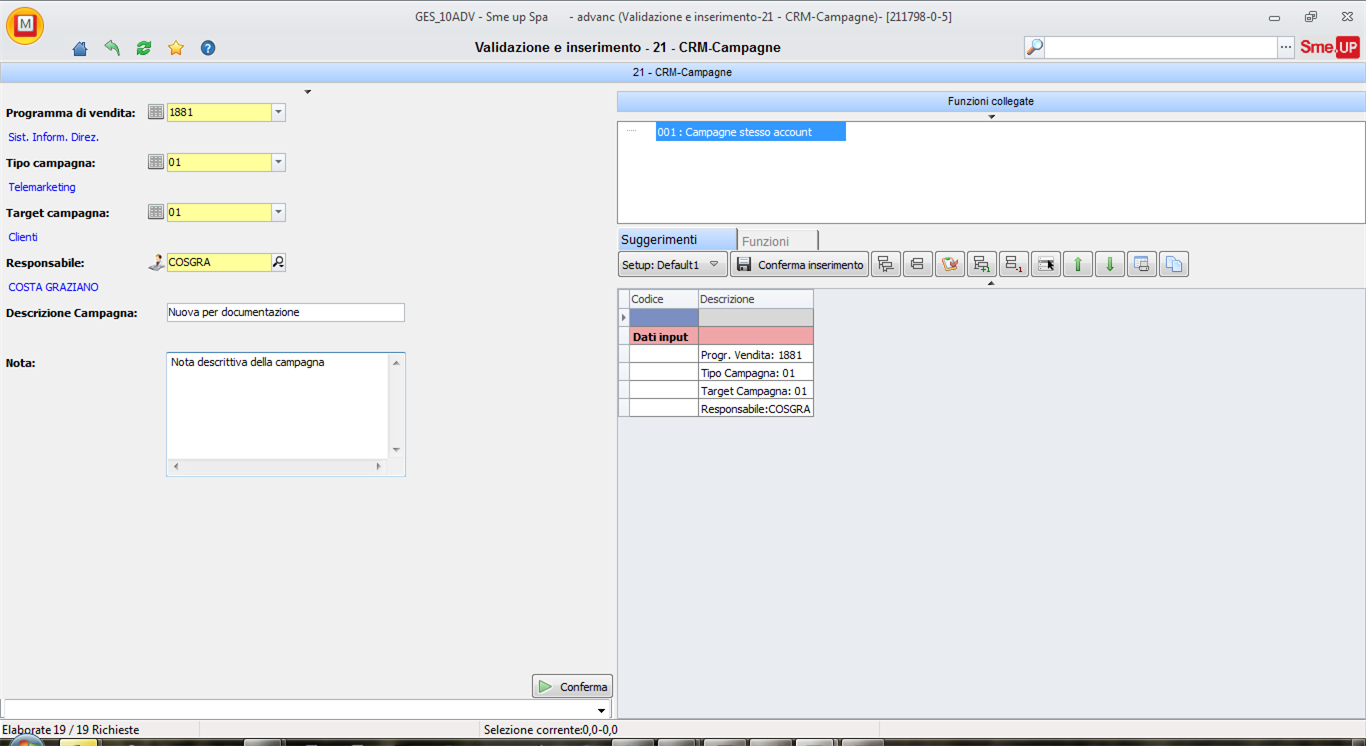 M
GES_10ADV - Sme up Spa - advanc (Validazione e inserimento-21 - CRM-Campagne)- [211798-0-5]
Validazione e inserimento - 21 - CRM-Campagne
...
Sme.UP
21 - CRM-Campagne
Programma di vendita: 1881
Sist. Inform. Direz.
Tipo campagna: 01
Telemarketing
Target campagna: 01
Clienti
Responsabile: COSGRA
COSTA GRAZIANO
Descrizione Campagna: Nuova per documentazione
Nota: Nota descrittiva della campagna
Conferma
Funzioni collegate
001 : Campagne stesso account
Suggerimenti Funzioni
Setup: Default1 Conferma inserimento
Codice Descrizione
Dati input
Progr. Vendita: 1881
Tipo Campagna: 01
Target Campagna: 01
Responsabile:COSGRA
Elaborate 19 / 19 Richieste Selezione corrente:0,0-0,0